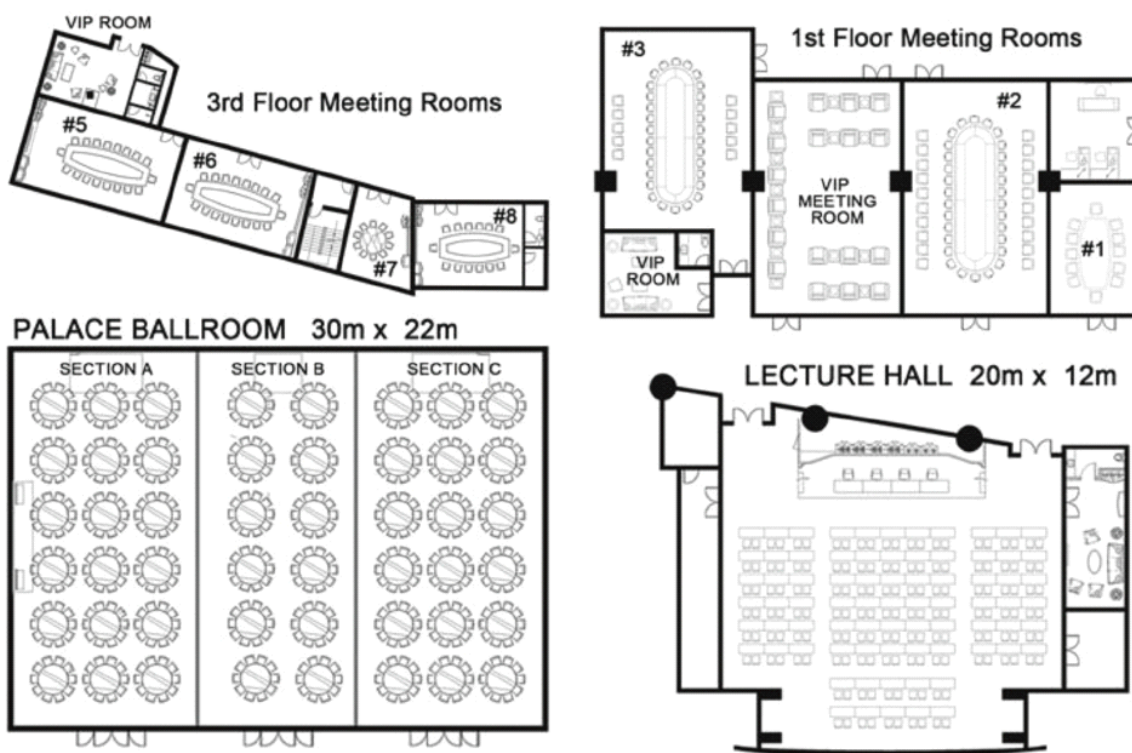 VIP ROOM
3rd Floor Meeting Rooms
#5
#6
#7
#8
1st Floor Meeting Rooms
#3
#2
VIP
MEETING
ROOM
#1
VIP
ROOM
PALACE BALLROOM 30m x 22m
SECTION A
SECTION B
SECTION C
LECTURE HALL 20m x 12m